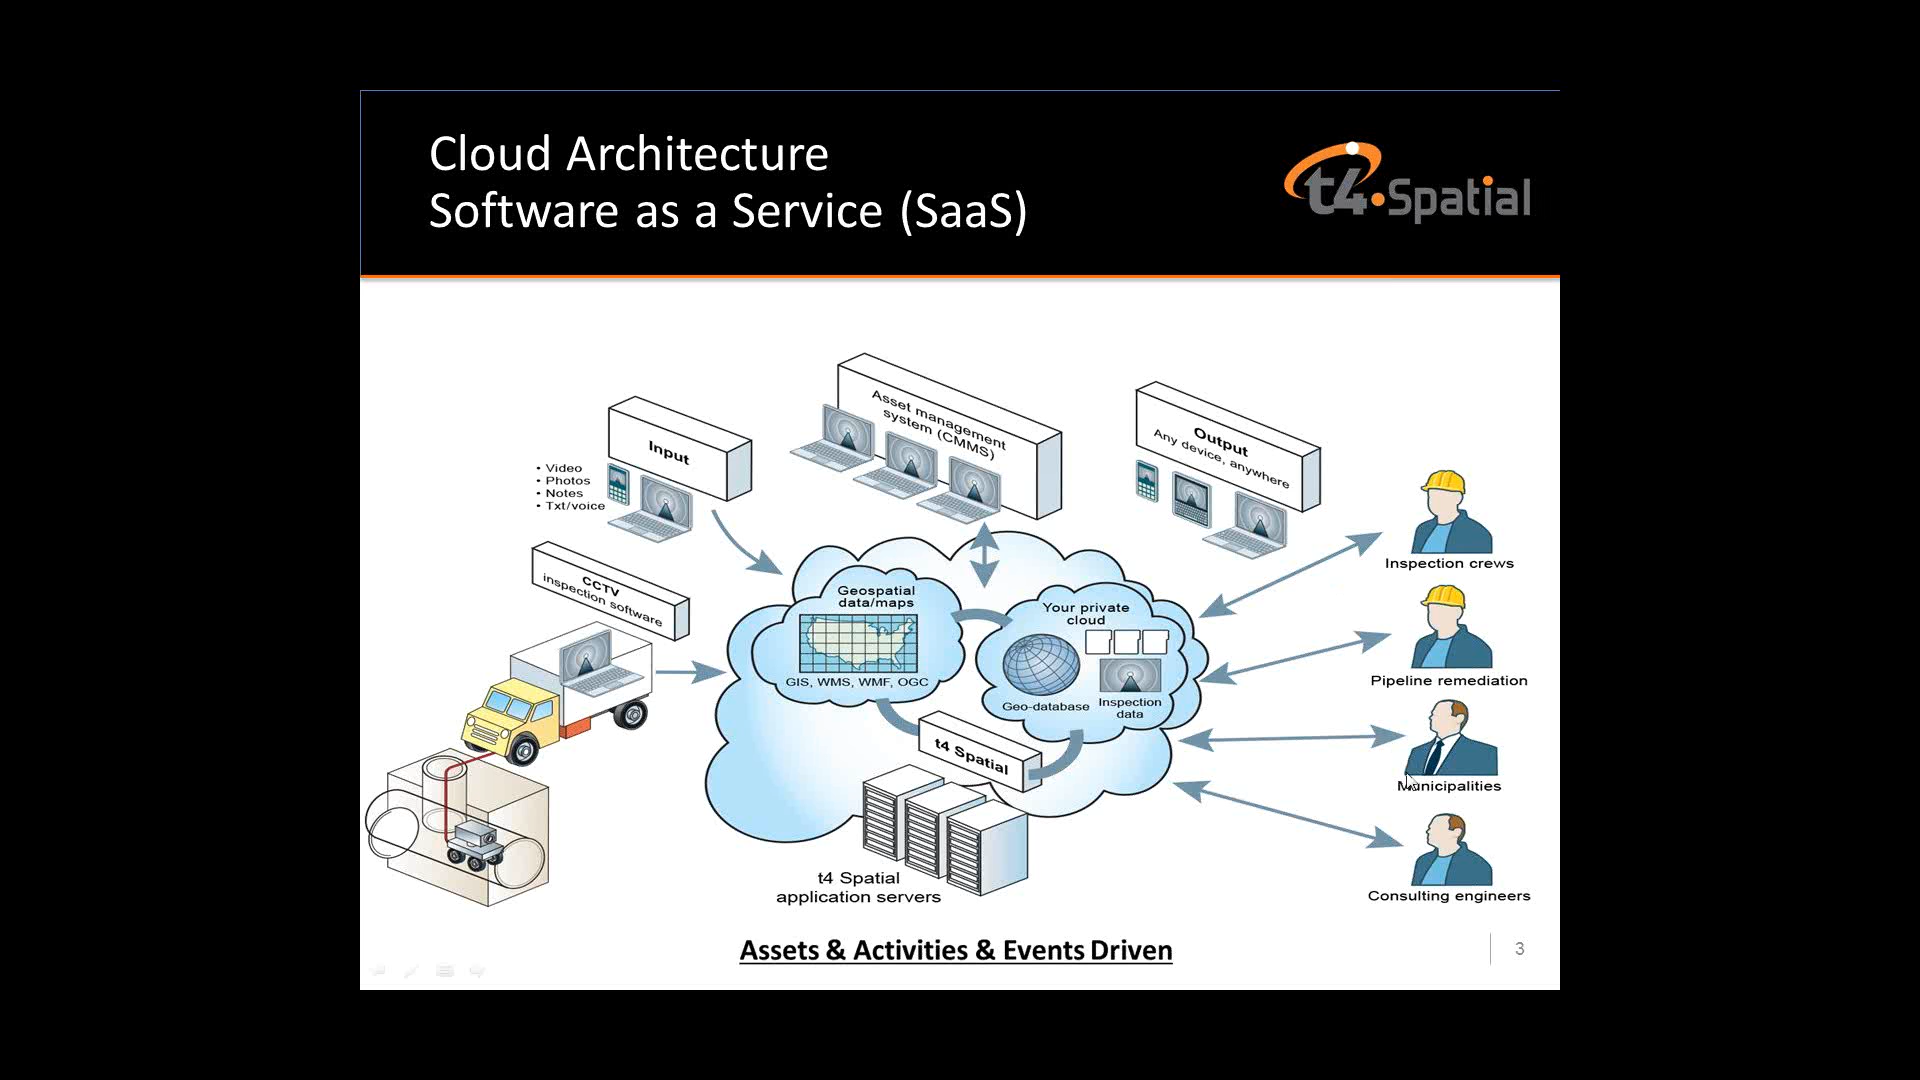 Cloud Architecture
Software as a Service (SaaS)
t4.Spatial
Asset management
system (CMMS)
Input
• Video
• Photos
• Notes
• Txt/voice
Output
Any device, anywhere
CCTV
inspection software
Geospatial
data/maps
GIS, WMS, WMF, OGC
Your private
cloud
Geo-database
Inspection
data
t4 Spatial
t4 Spatial
application servers
Inspection crews
Pipeline remediation
Municipalities
Consulting engineers
Assets & Activities & Events Driven
3